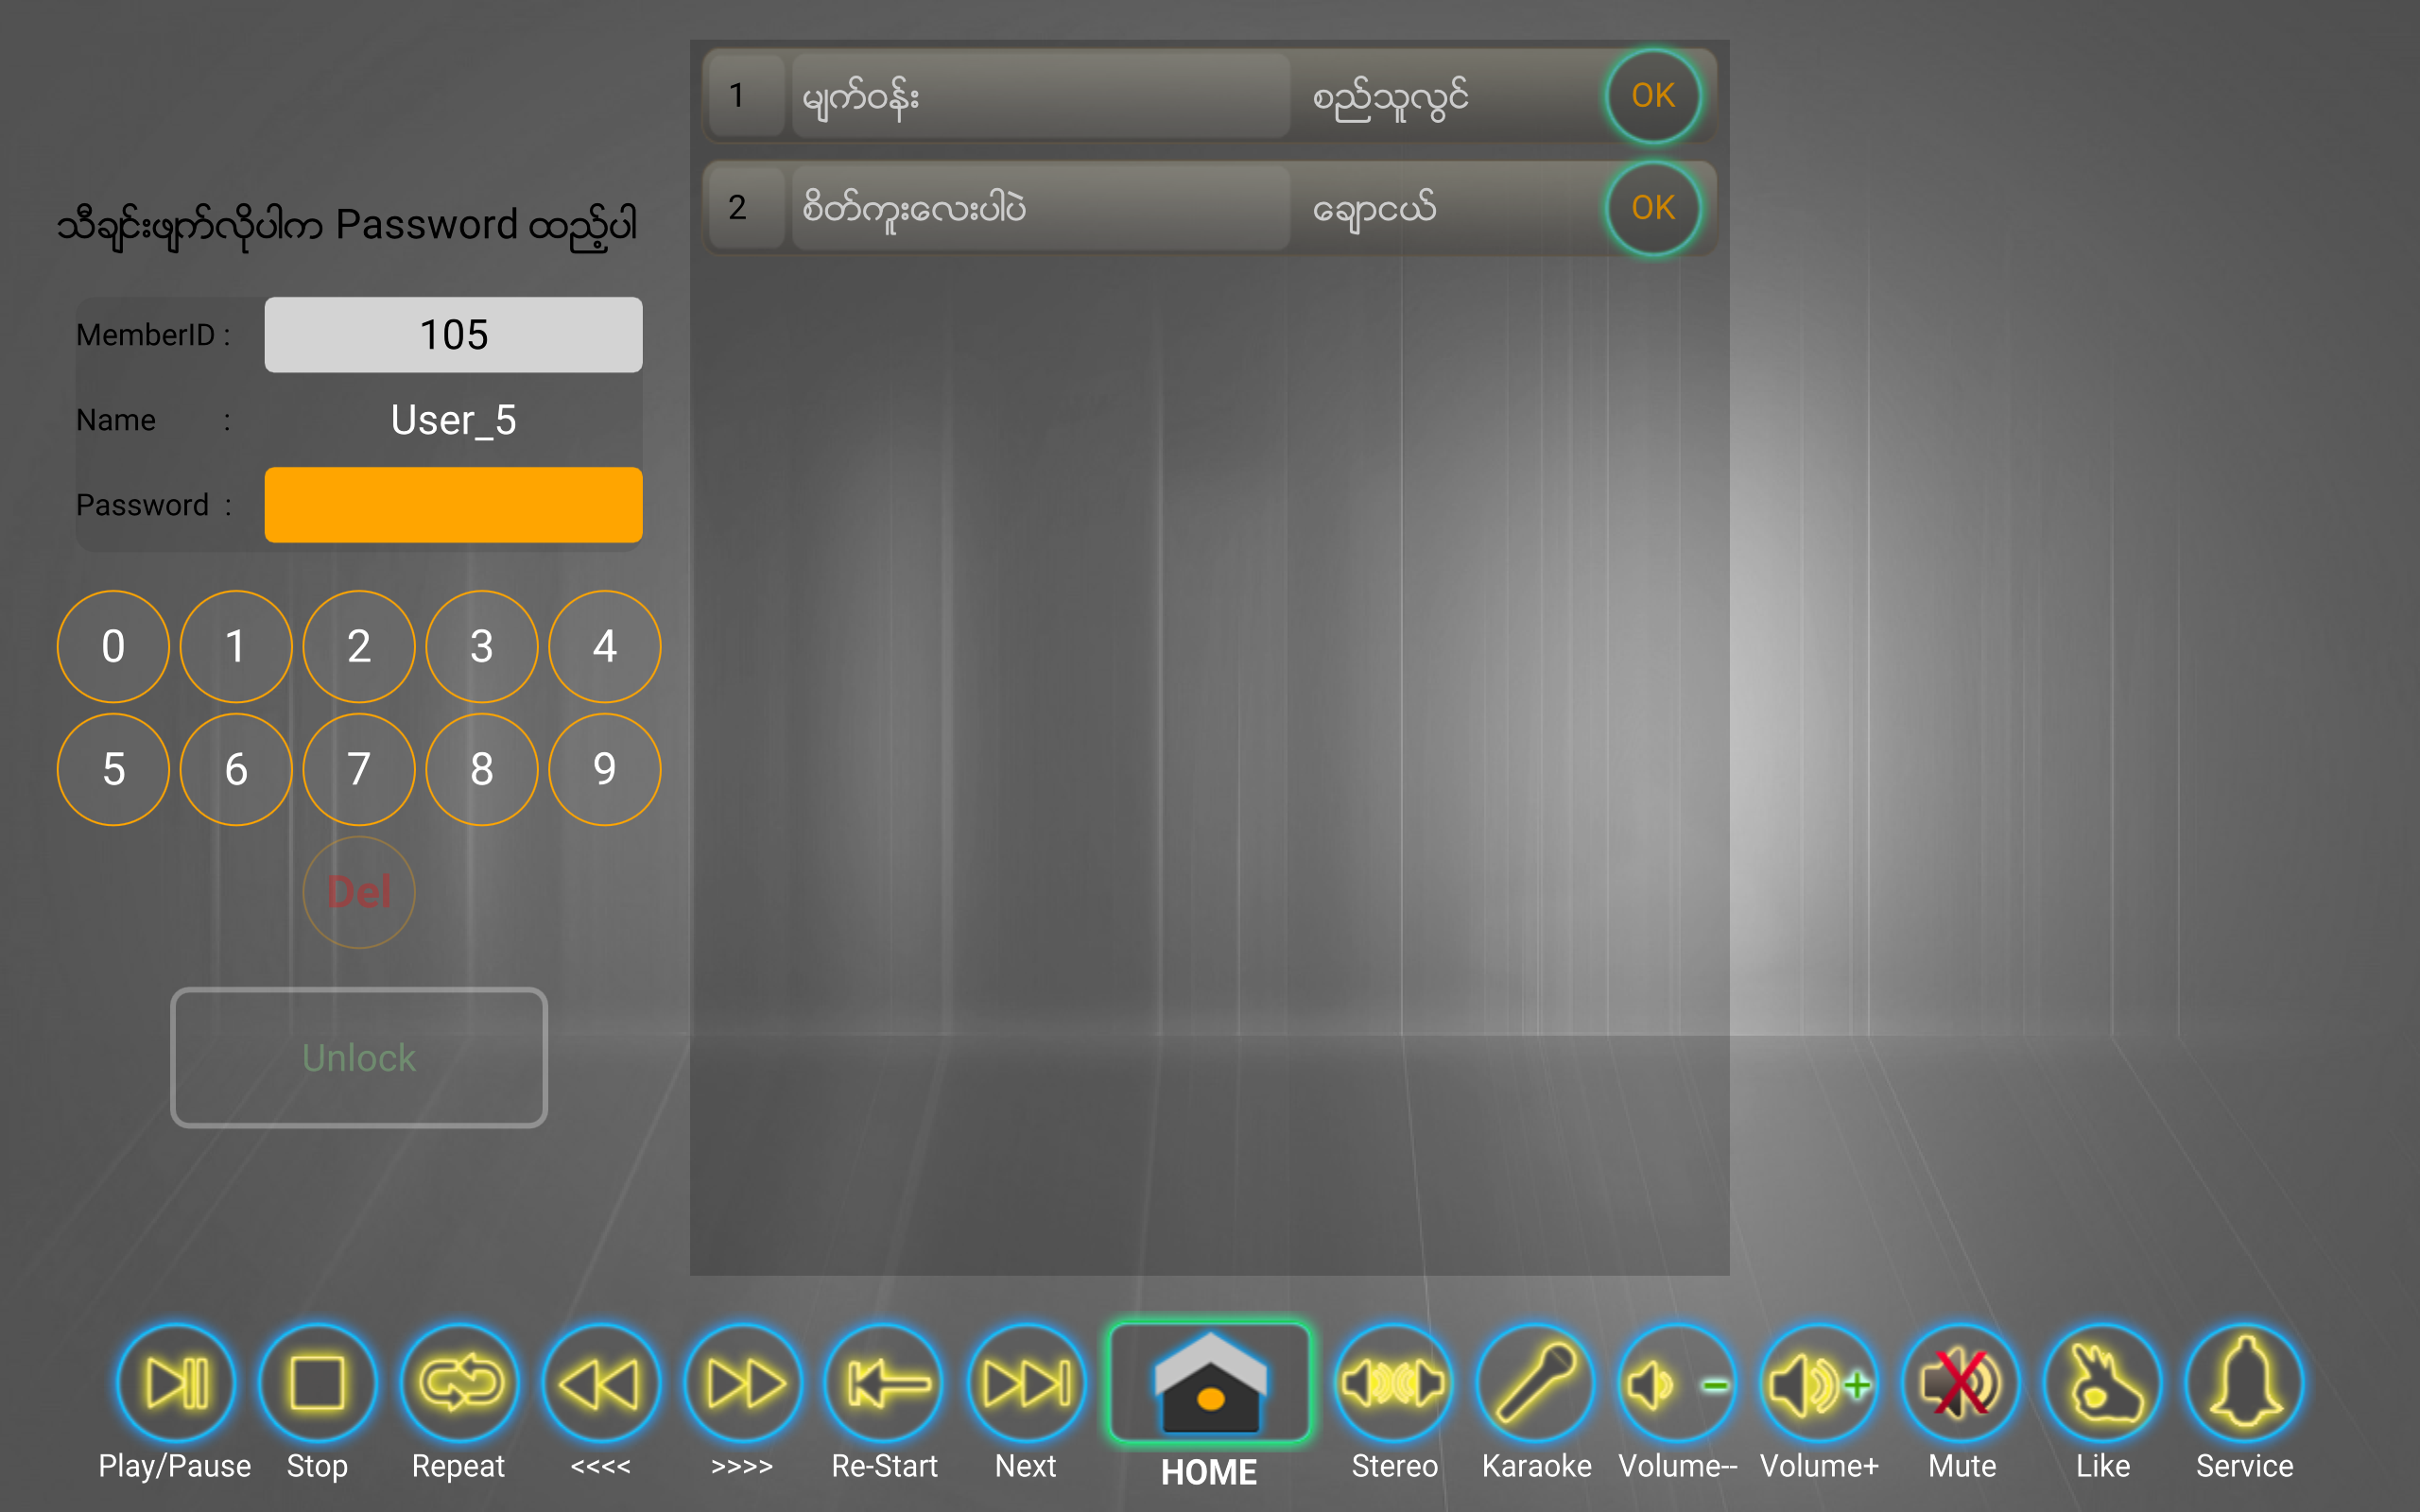 သီချင်းဖျက်လိုပါက Password ထည့်ပါ
MemberID : 105
Name : User_5
Password :
0 1 2 3 4
5 6 7 8 9
Del
Unlock
1 မျက်ဝန်း စည်သူလွင် OK
2 စိတ်ကူးလေးပါပဲ ချောငယ် OK
Play/Pause Stop Repeat <<<< >>>> Re-Start Next HOME Stereo Karaoke Volume-- Volume+ Mute Like Service